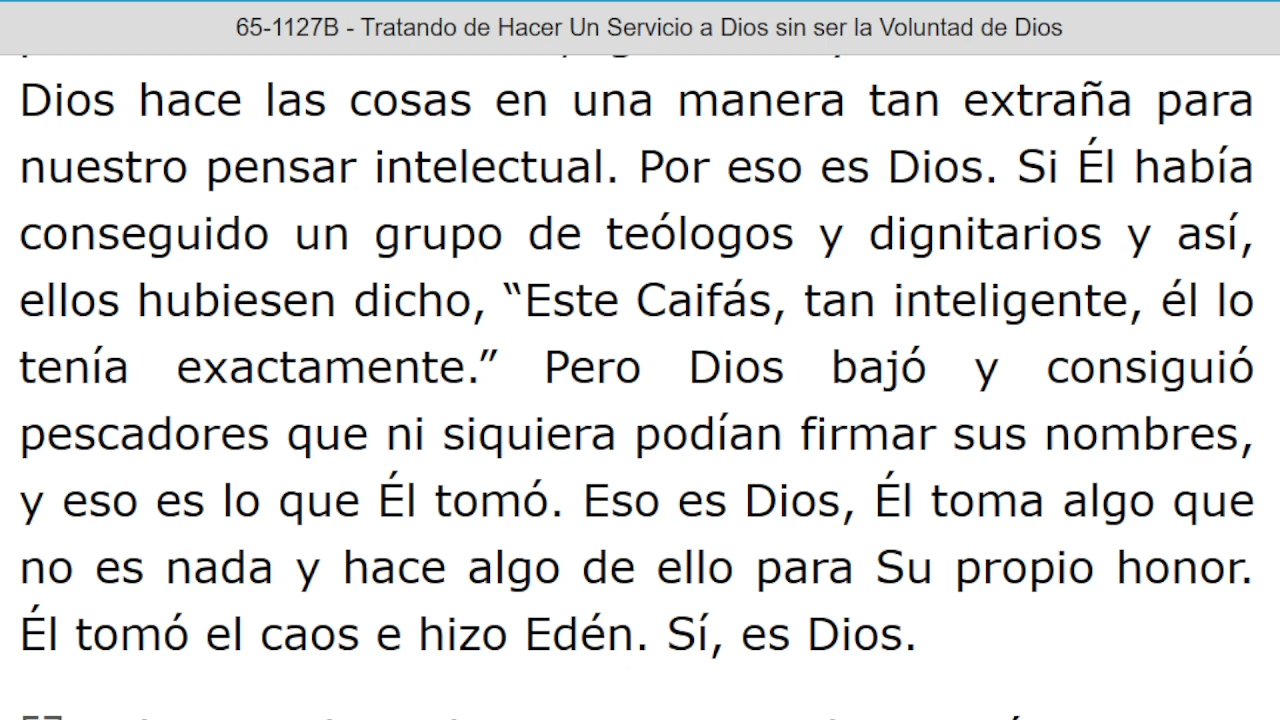 65-1127B - Tratando de Hacer Un Servicio a Dios sin ser la Voluntad de Dios
Dios hace las cosas en una manera tan extraña para
nuestro pensar intelectual. Por eso es Dios. Si Él había
conseguido un grupo de teólogos y dignitarios y así,
ellos hubiesen dicho, “Este Caifás, tan inteligente, él lo
tenía exactamente.” Pero Dios bajó y consiguió
pescadores que ni siquiera podían firmar sus nombres,
y eso es lo que Él tomó. Eso es Dios, Él toma algo que
no es nada y hace algo de ello para Su propio honor.
Él tomó el caos e hizo Edén. Sí, es Dios.